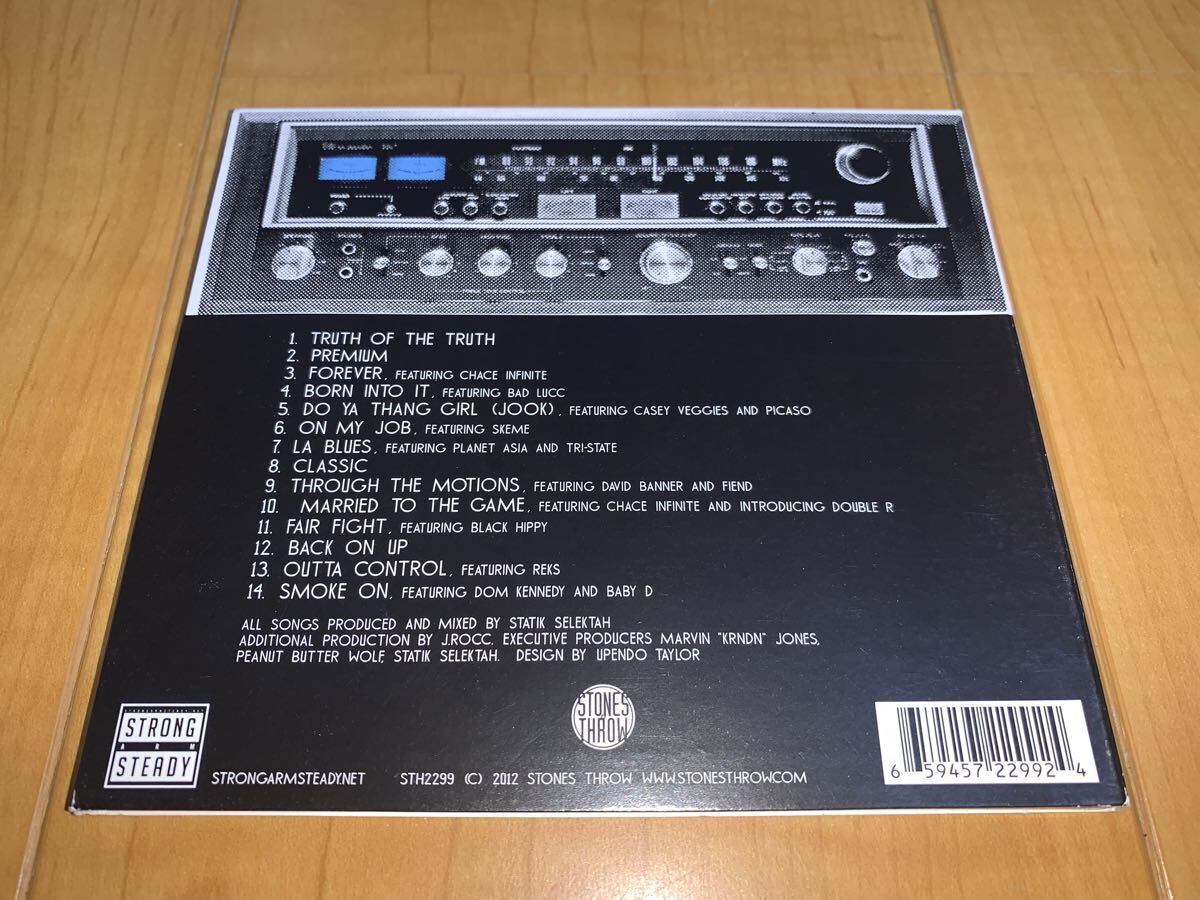 1. TRUTH OF THE TRUTH
2. PREMIUM
3. FOREVER, FEATURING CHACE INFINITE
4. BORN INTO IT, FEATURING BAD LUCC
5. DO YA THANG GIRL (JOOK), FEATURING CASEY VEGGIES AND PICASO
6. ON MY JOB, FEATURING SKEME
7. LA BLUES, FEATURING PLANET ASIA AND TRI-STATE
8. CLASSIC
9. THROUGH THE MOTIONS, FEATURING DAVID BANNER AND FIEND
10. MARRIED TO THE GAME, FEATURING CHACE INFINITE AND INTRODUCING DOUBLE R
11. FAIR FIGHT, FEATURING BLACK HIPPY
12. BACK ON UP
13. OUTTA CONTROL, FEATURING REKS
14. SMOKE ON, FEATURING DOM KENNEDY AND BABY D
ALL SONGS PRODUCED AND MIXED BY STATIK SELEKTAH
ADDITIONAL PRODUCTION BY J.ROCC. EXECUTIVE PRODUCERS MARVIN "KRNDN" JONES,
PEANUT BUTTER WOLF, STATIK SELEKTAH. DESIGN BY UPENDO TAYLOR
STRONG
ARM
STEADY
STRONGARMSTEADY.NET
STONES
THROW
STH2299 (C) 2012 STONES THROW WWW.STONESTHROW.COM
6 59457 22992 4